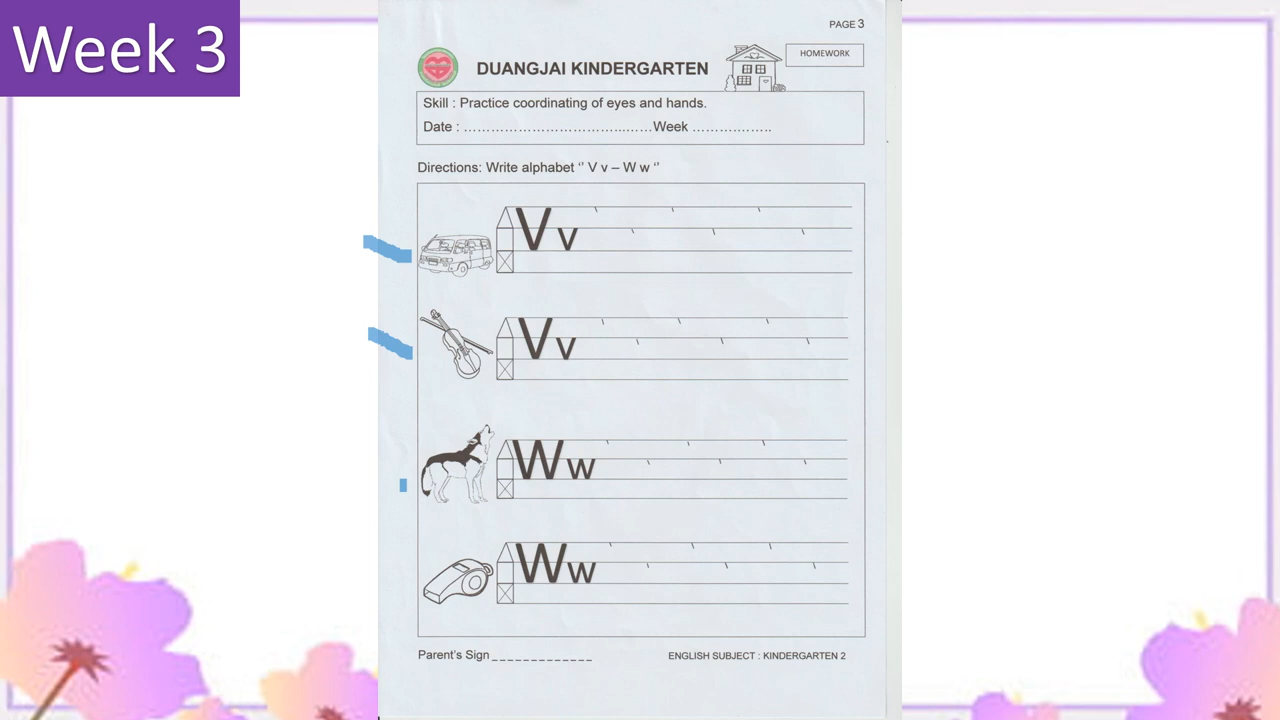 Week 3
PAGE 3
HOMEWORK
DUANGJAI KINDERGARTEN
Skill : Practice coordinating of eyes and hands.
Date : ……………………………...……Week ……….……..
Directions: Write alphabet ‘’ V v – W w ‘’
V v
V v
W w
W w
Parent’s Sign _ _ _ _ _ _ _ _ _ _ _ _ _
ENGLISH SUBJECT : KINDERGARTEN 2